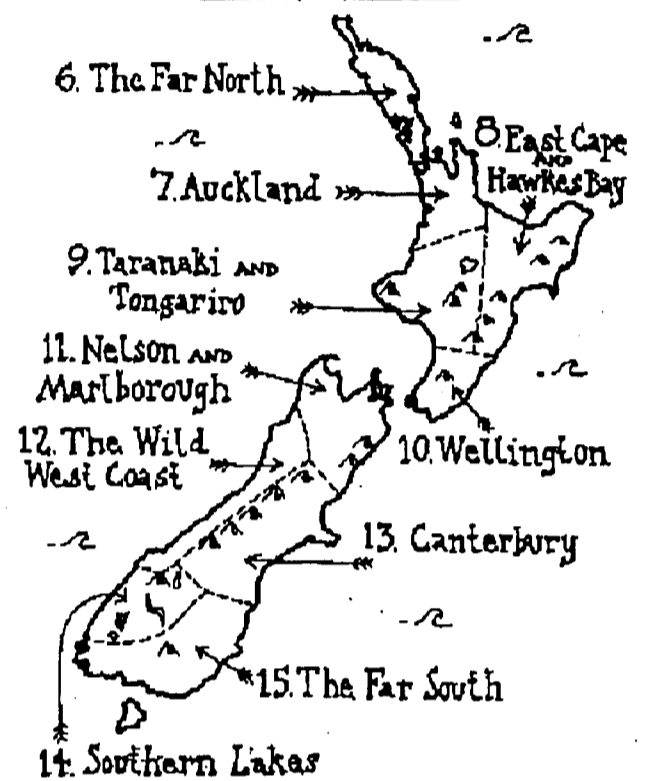 6. The Far North
8. East Cape
AND
Hawkes Bay
7. Auckland
9. Taranaki AND
Tongariro
11. Nelson AND
Marlborough
10. Wellington
12. The Wild
West Coast
13. Canterbury
15. The Far South
14. Southern Lakes